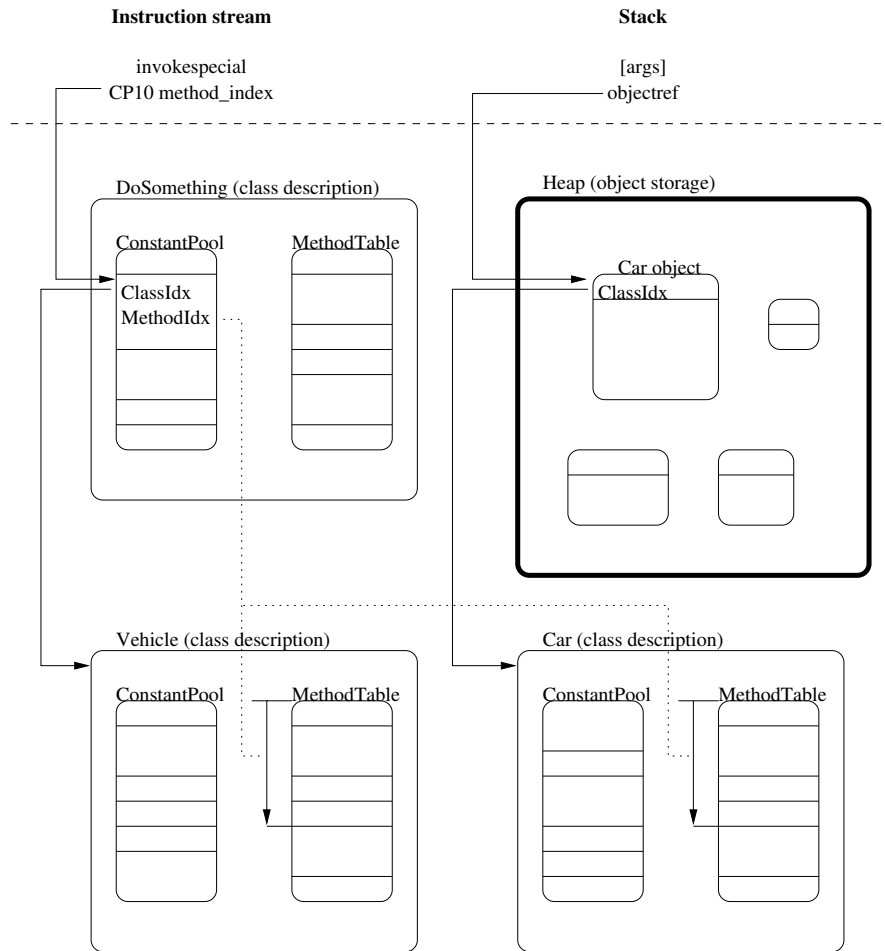 Instruction stream
Stack
invokespecial
CP10 method_index
[args]
objectref
DoSomething (class description)
Heap (object storage)
ConstantPool
MethodTable
ClassIdx
MethodIdx
Car object
ClassIdx
Vehicle (class description)
Car (class description)
ConstantPool
MethodTable
ConstantPool
MethodTable